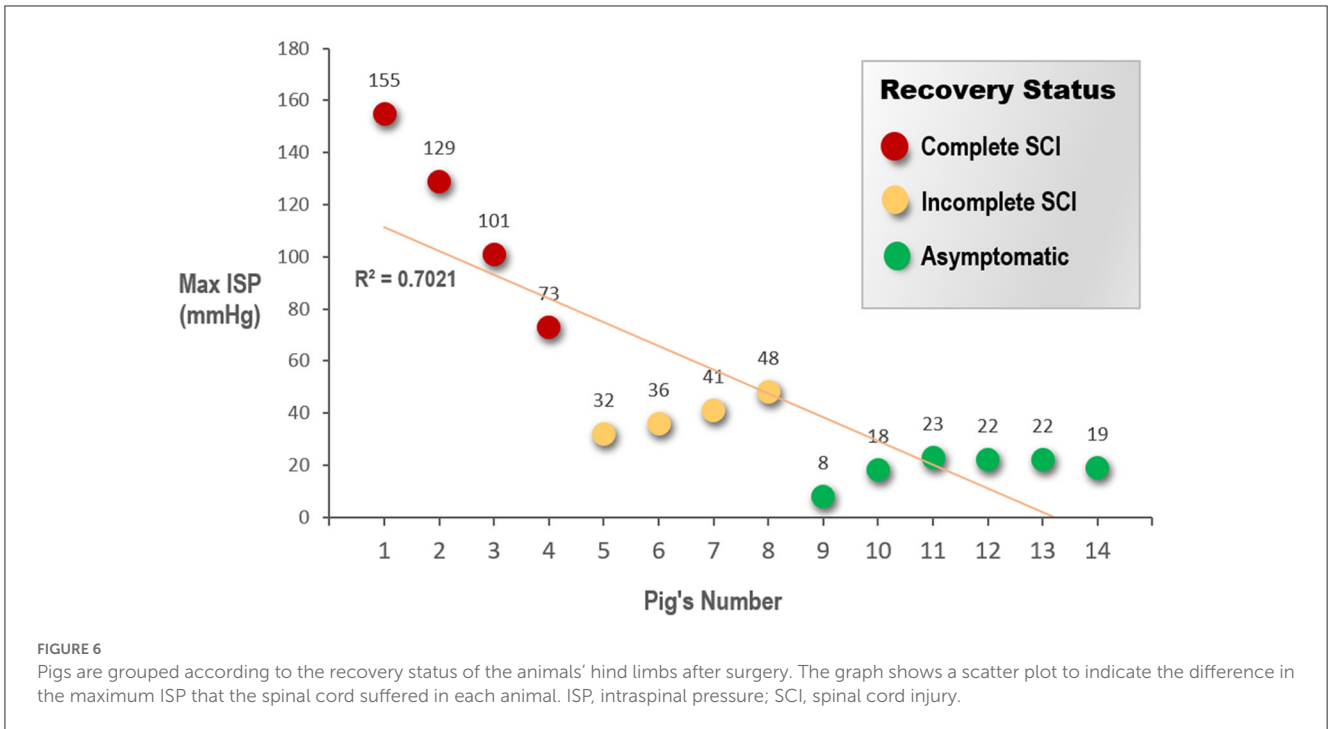 180
160
140
120
100
80
60
40
20
0
Max ISP
(mmHg)
155
129
101
73
32
36
41
48
8
18
23
22
22
19
R² = 0.7021
Recovery Status
Complete SCI
Incomplete SCI
Asymptomatic
1 2 3 4 5 6 7 8 9 10 11 12 13 14
Pig's Number
FIGURE 6
Pigs are grouped according to the recovery status of the animals’ hind limbs after surgery. The graph shows a scatter plot to indicate the difference in
the maximum ISP that the spinal cord suffered in each animal. ISP, intraspinal pressure; SCI, spinal cord injury.